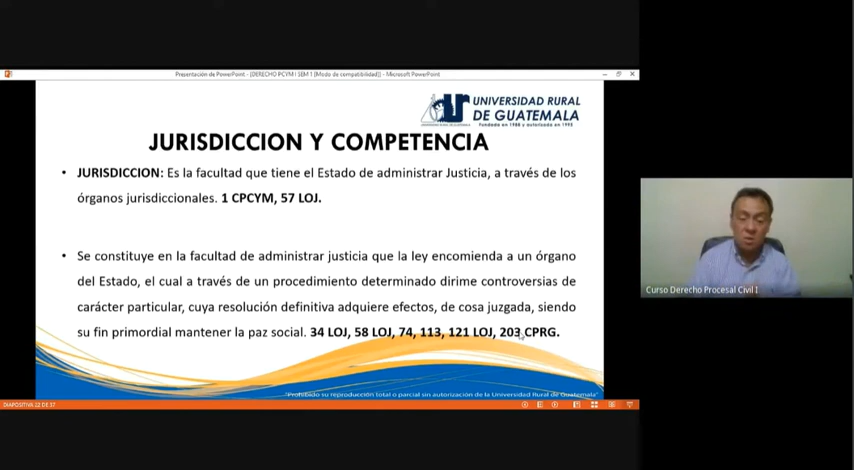 Presentación de PowerPoint - [DERECHO PCYM I SEM 1 [Modo de compatibilidad]] - Microsoft PowerPoint
UNIVERSIDAD RURAL
DE GUATEMALA
JURISDICCION Y COMPETENCIA
• JURISDICCION: Es la facultad que tiene el Estado de administrar Justicia, a través de los
órganos jurisdiccionales. 1 CPCYM, 57 LOJ.
• Se constituye en la facultad de administrar justicia que la ley encomienda a un órgano
del Estado, el cual a través de un procedimiento determinado dirime controversias de
carácter particular, cuya resolución definitiva adquiere efectos, de cosa juzgada, siendo
su fin primordial mantener la paz social. 34 LOJ, 58 LOJ, 74, 113, 121 LOJ, 203 CPRG.
"Prohibido su reproducción total o parcial sin autorización de la Universidad Rural de Guatemala"
DIAPOSITIVA 22 DE 57
Curso Derecho Procesal Civil I